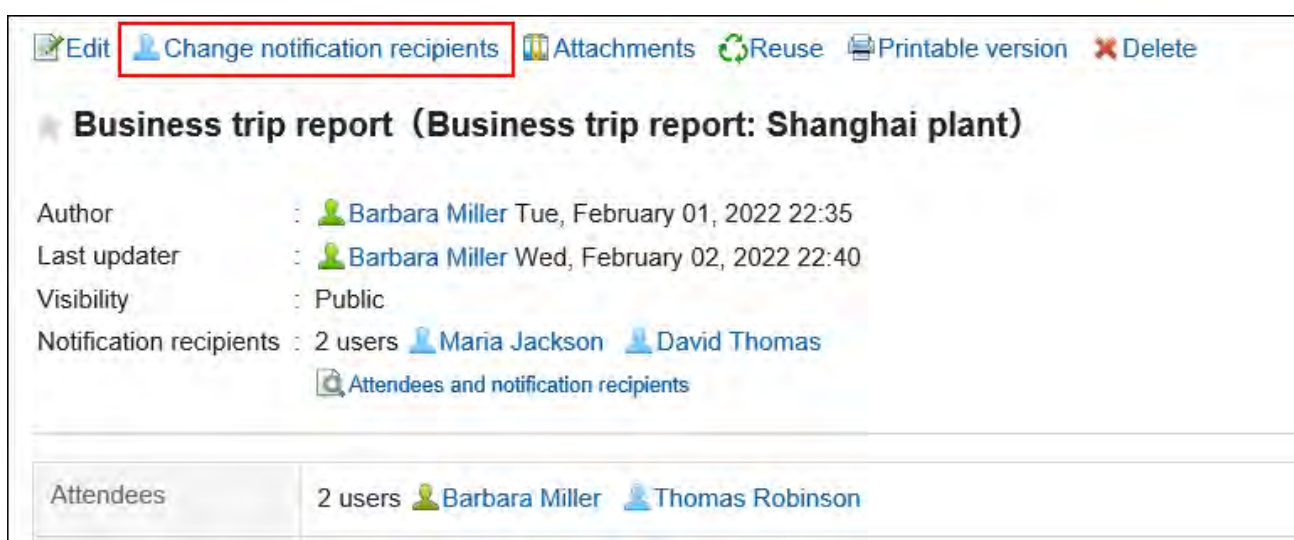 Edit Change notification recipients Attachments Reuse Printable version Delete
Business trip report（Business trip report: Shanghai plant）
Author : Barbara Miller Tue, February 01, 2022 22:35
Last updater : Barbara Miller Wed, February 02, 2022 22:40
Visibility : Public
Notification recipients : 2 users Maria Jackson David Thomas
Attendees and notification recipients
Attendees 2 users Barbara Miller Thomas Robinson